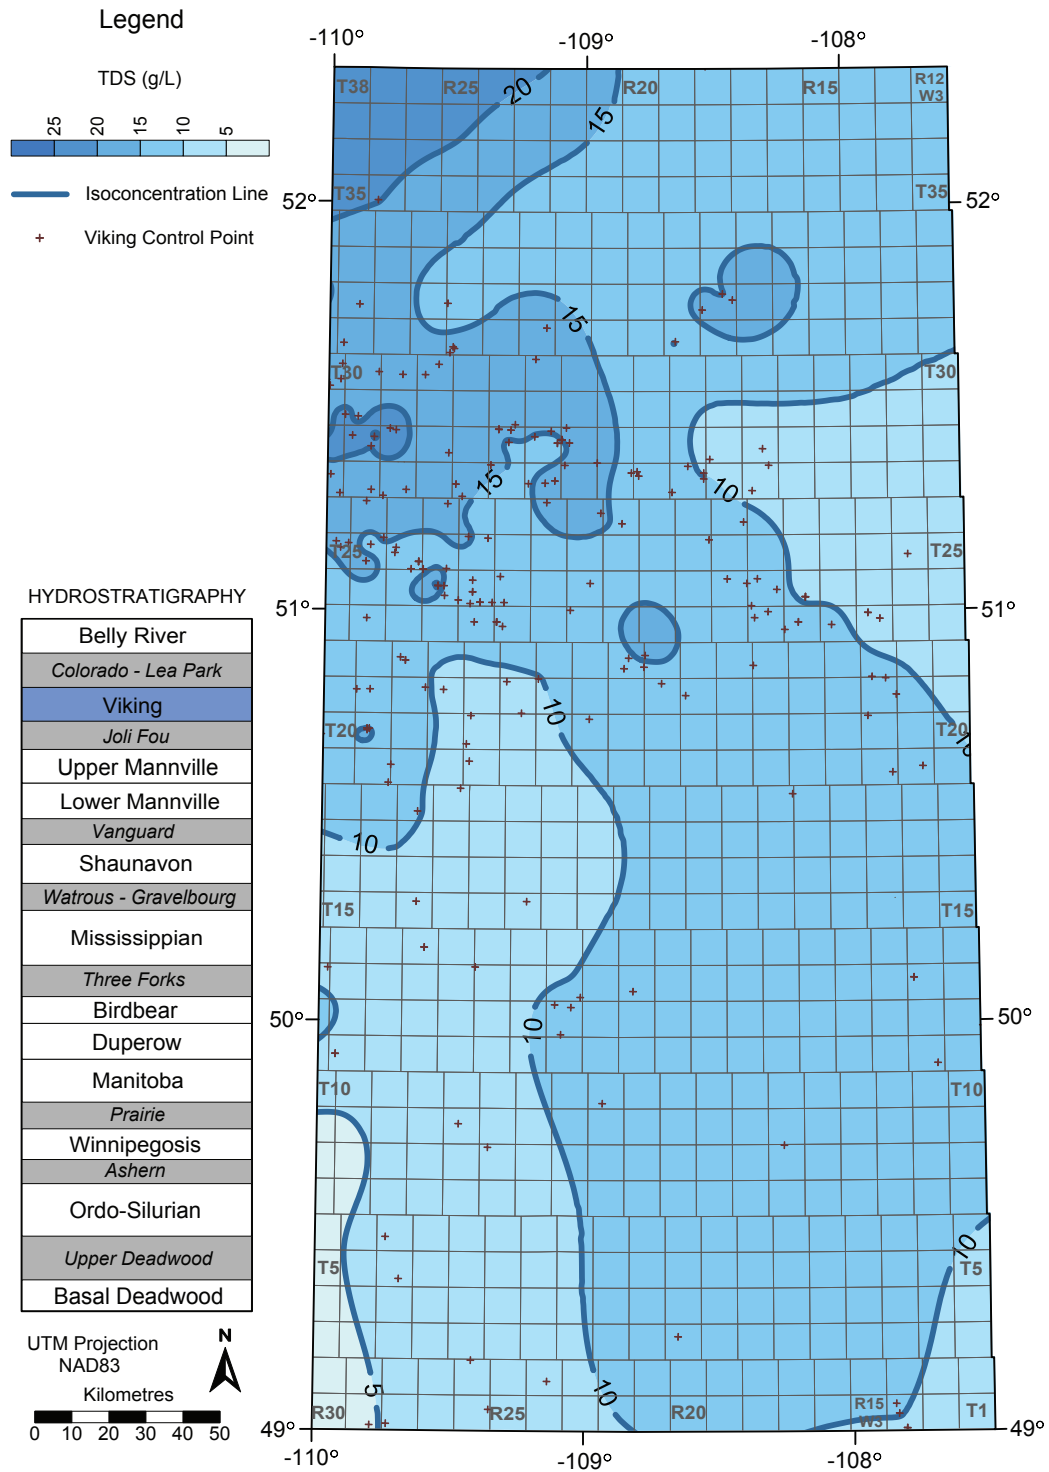 Legend
TDS (g/L)
25 20 15 10 5
Isoconcentration Line
Viking Control Point
HYDROSTRATIGRAPHY
Belly River
Colorado - Lea Park
Viking
Joli Fou
Upper Mannville
Lower Mannville
Vanguard
Shaunavon
Watrous - Gravelbourg
Mississippian
Three Forks
Birdbear
Duperow
Manitoba
Prairie
Winnipegosis
Ashern
Ordo-Silurian
Upper Deadwood
Basal Deadwood
UTM Projection
NAD83
N
Kilometres
0 10 20 30 40 50
-110° -109° -108°
T38 R25 R20 R15 R12
W3
20
15
52° T35 T35 52°
15
T30 T30
15
10
T25 T25
51° 51°
10
T20 T20
10
10
T15 T15
50° 10 50°
T10 T10
10
T5 T5
5
10
R30 R25 R20 R15
W3
T1
49° 49°
-110° -109° -108°